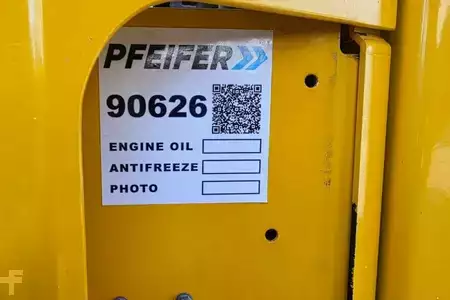 PFEIFER
90626
ENGINE OIL
ANTIFREEZE
PHOTO